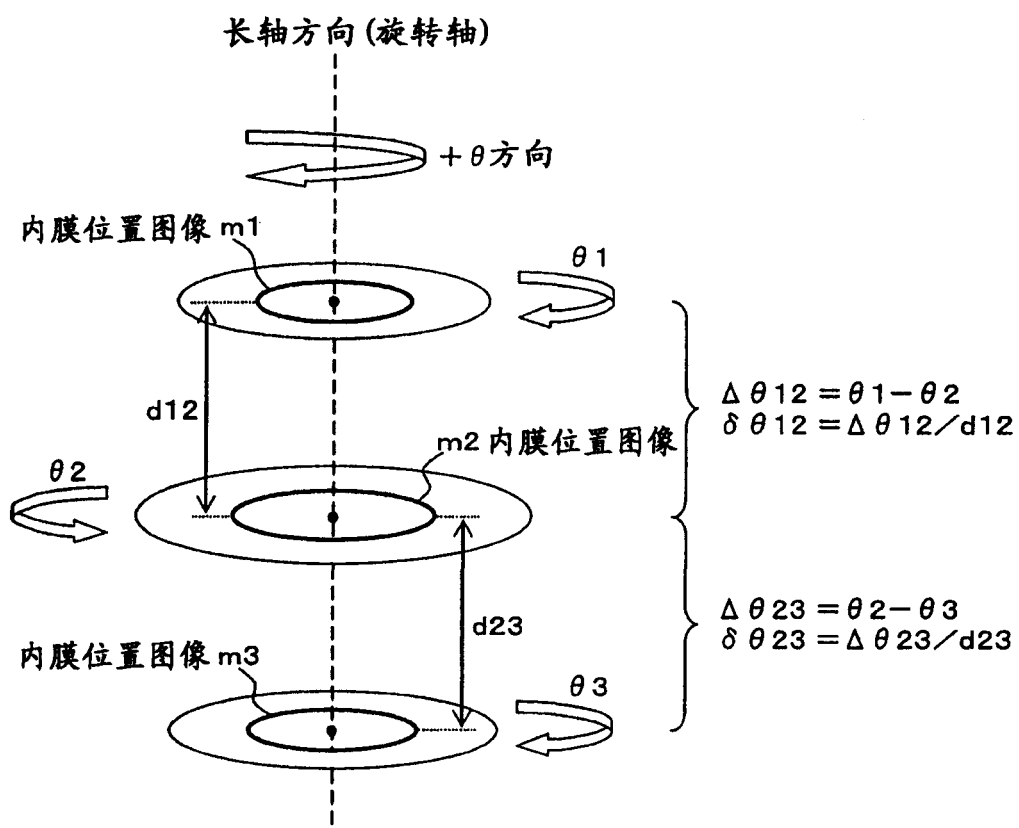 长轴方向(旋转轴)
+θ方向
内膜位置图像 m1
θ1
d12
Δθ12=θ1-θ2
δθ12=Δθ12/d12
m2 内膜位置图像
θ2
d23
Δθ23=θ2-θ3
δθ23=Δθ23/d23
内膜位置图像 m3
θ3